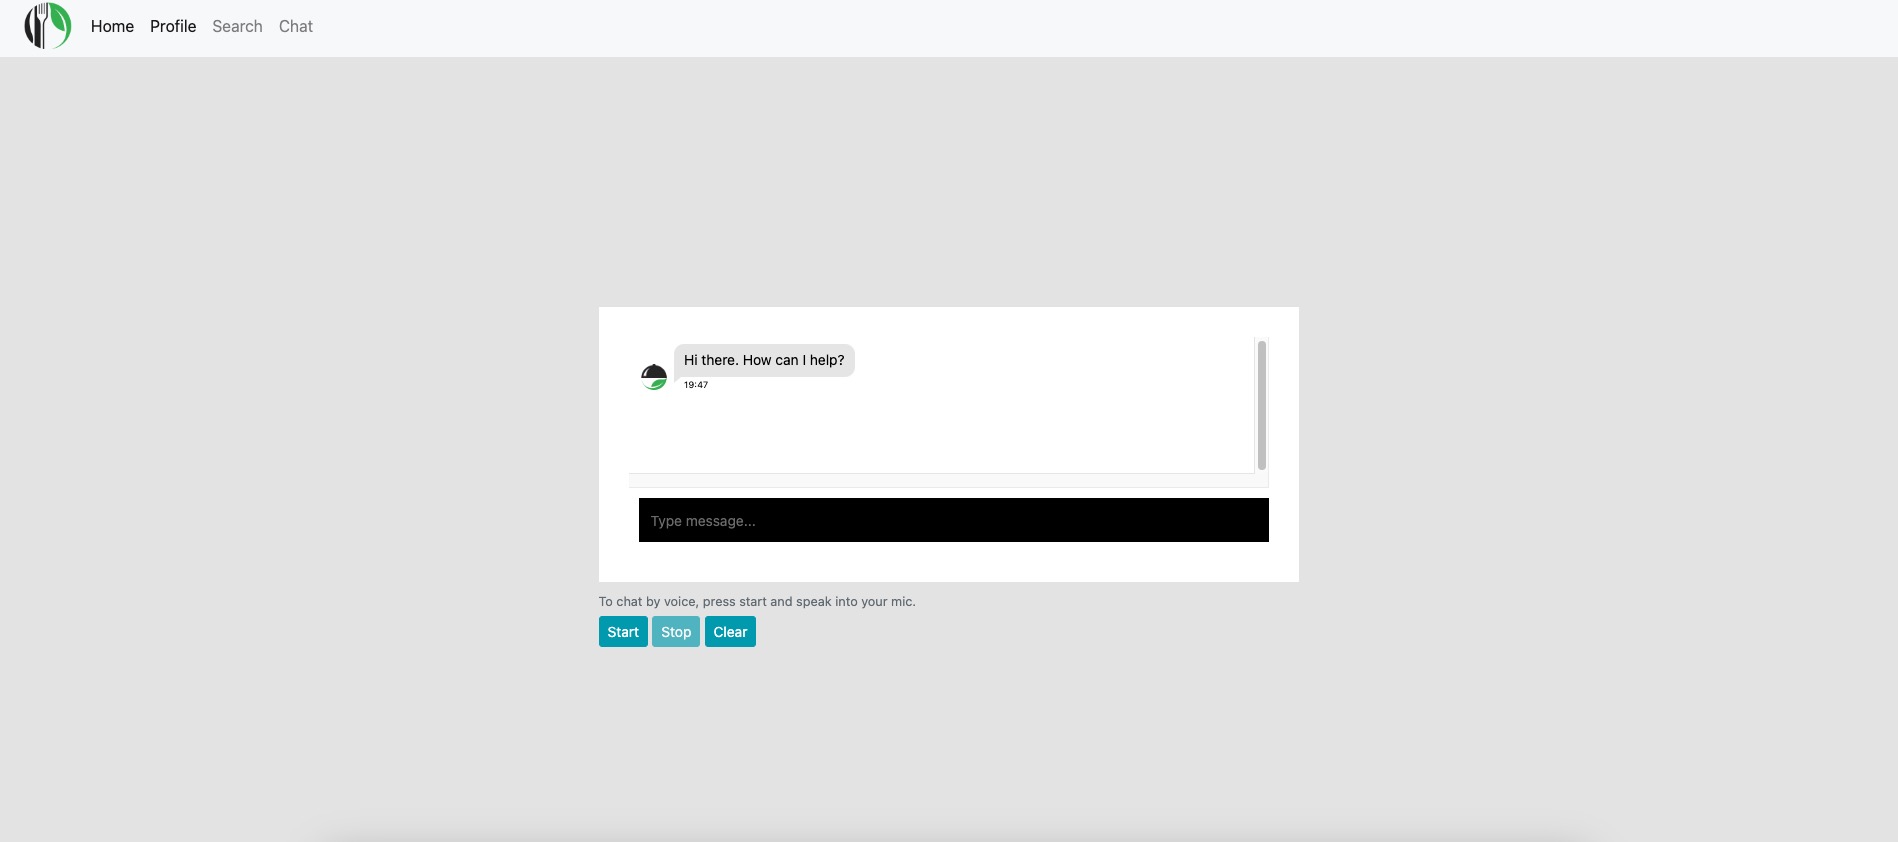 Home Profile Search Chat
Hi there. How can I help?
19:47
Type message...
To chat by voice, press start and speak into your mic.
Start Stop Clear